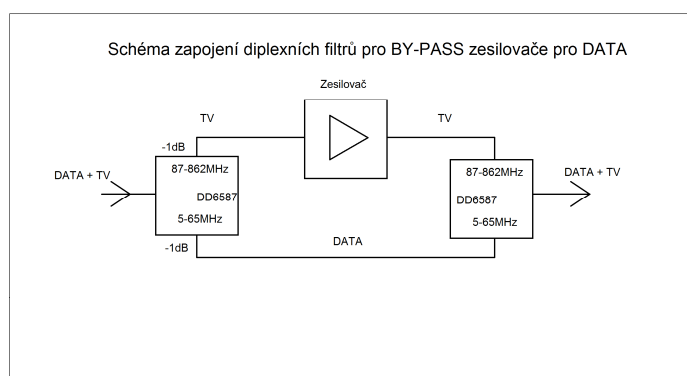 Schéma zapojení diplexních filtrů pro BY-PASS zesilovače pro DATA
Zesilovač
TV
TV
-1dB
87-862MHz
87-862MHz
DATA + TV
DATA + TV
DD6587
DD6587
5-65MHz
5-65MHz
-1dB
DATA